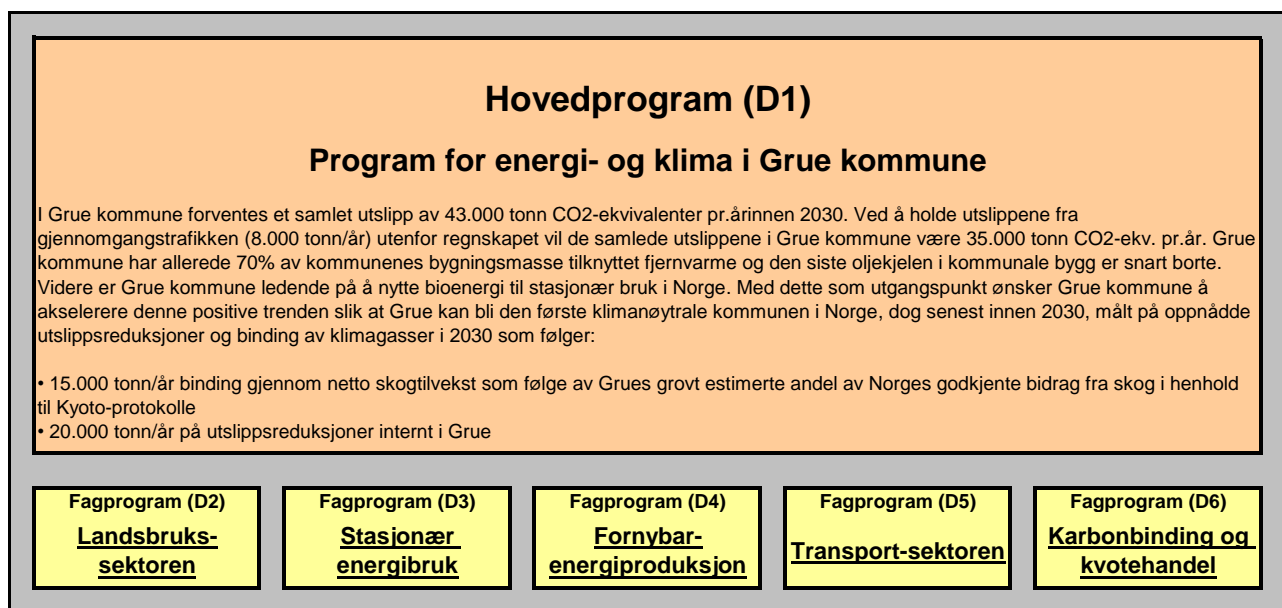 Hovedprogram (D1)
Program for energi- og klima i Grue kommune
I Grue kommune forventes et samlet utslipp av 43.000 tonn CO2-ekvivalenter pr.årinnen 2030. Ved å holde utslippene fra
gjennomgangstrafikken (8.000 tonn/år) utenfor regnskapet vil de samlede utslippene i Grue kommune være 35.000 tonn CO2-ekv. pr.år. Grue
kommune har allerede 70% av kommunenes bygningsmasse tilknyttet fjernvarme og den siste oljekjelen i kommunale bygg er snart borte.
Videre er Grue kommune ledende på å nytte bioenergi til stasjonær bruk i Norge. Med dette som utgangspunkt ønsker Grue kommune å
akselerere denne positive trenden slik at Grue kan bli den første klimanøytrale kommunen i Norge, dog senest innen 2030, målt på oppnådde
utslippsreduksjoner og binding av klimagasser i 2030 som følger:
• 15.000 tonn/år binding gjennom netto skogtilvekst som følge av Grues grovt estimerte andel av Norges godkjente bidrag fra skog i henhold
til Kyoto-protokolle
• 20.000 tonn/år på utslippsreduksjoner internt i Grue
Fagprogram (D2)
Landsbruks-
sektoren
Fagprogram (D3)
Stasjonær
energibruk
Fagprogram (D4)
Fornybar-
energiproduksjon
Fagprogram (D5)
Transport-sektoren
Fagprogram (D6)
Karbonbinding og
kvotehandel